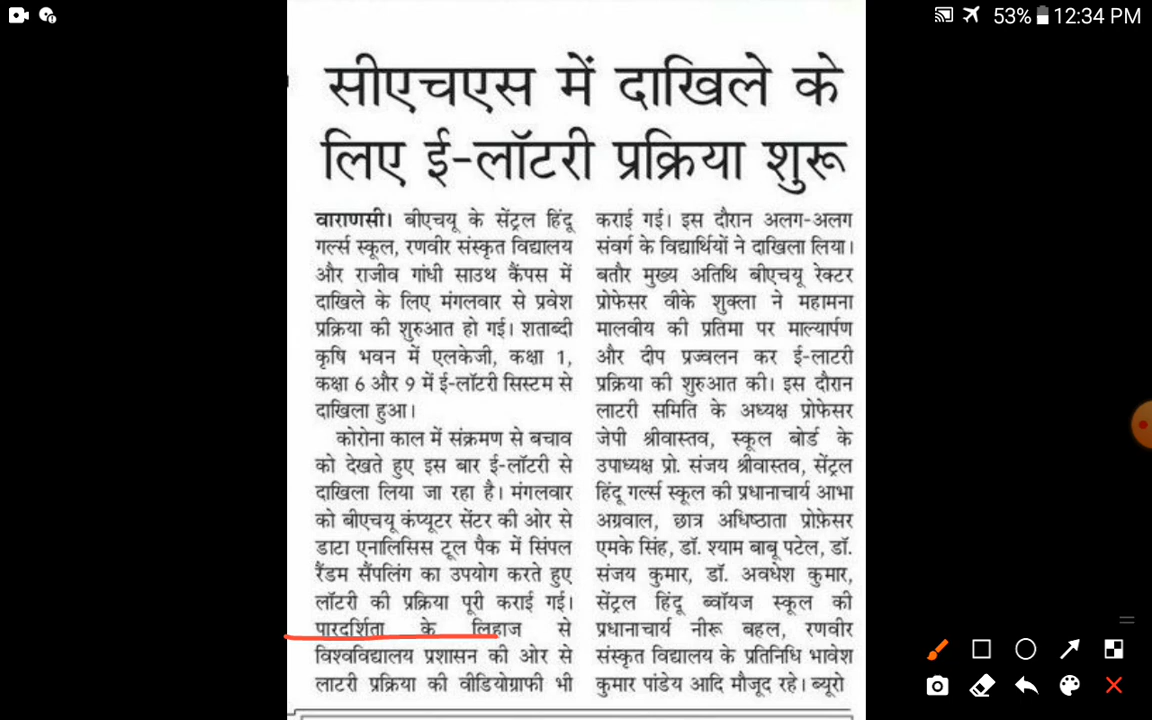 53% 12:34 PM
सीएचएस में दाखिले के
लिए ई-लॉटरी प्रक्रिया शुरू
वाराणसी। बीएचयू के सेंट्रल हिंदू
गर्ल्स स्कूल, रणवीर संस्कृत विद्यालय
और राजीव गांधी साउथ कैंपस में
दाखिले के लिए मंगलवार से प्रवेश
प्रक्रिया की शुरुआत हो गई। शताब्दी
कृषि भवन में एलकेजी, कक्षा 1,
कक्षा 6 और 9 में ई-लॉटरी सिस्टम से
दाखिला हुआ।
कोरोना काल में संक्रमण से बचाव
को देखते हुए इस बार ई-लॉटरी से
दाखिला लिया जा रहा है। मंगलवार
को बीएचयू कंप्यूटर सेंटर की ओर से
डाटा एनालिसिस टूल पैक में सिंपल
रैंडम सैंपलिंग का उपयोग करते हुए
लॉटरी की प्रक्रिया पूरी कराई गई।
पारदर्शिता के लिहाज से
विश्वविद्यालय प्रशासन की ओर से
लाटरी प्रक्रिया की वीडियोग्राफी भी
कराई गई। इस दौरान अलग-अलग
संवर्ग के विद्यार्थियों ने दाखिला लिया।
बतौर मुख्य अतिथि बीएचयू रेक्टर
प्रोफेसर वीके शुक्ला ने महामना
मालवीय की प्रतिमा पर माल्यार्पण
और दीप प्रज्वलन कर ई-लाटरी
प्रक्रिया की शुरुआत की। इस दौरान
लाटरी समिति के अध्यक्ष प्रोफेसर
जेपी श्रीवास्तव, स्कूल बोर्ड के
उपाध्यक्ष प्रो. संजय श्रीवास्तव, सेंट्रल
हिंदू गर्ल्स स्कूल की प्रधानाचार्य आभा
अग्रवाल, छात्र अधिष्ठाता प्रोफ़ेसर
एमके सिंह, डॉ. श्याम बाबू पटेल, डॉ.
संजय कुमार, डॉ. अवधेश कुमार,
सेंट्रल हिंदू ब्वॉयज स्कूल की
प्रधानाचार्य नीरू बहल, रणवीर
संस्कृत विद्यालय के प्रतिनिधि भावेश
कुमार पांडेय आदि मौजूद रहे। ब्यूरो